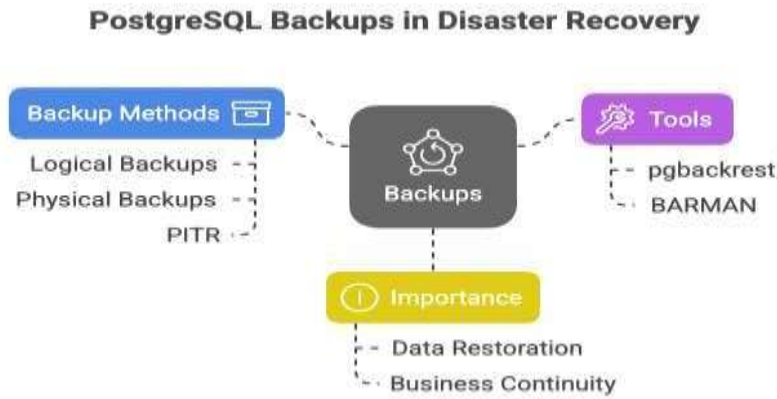 PostgreSQL Backups in Disaster Recovery
Backup Methods
Logical Backups
Physical Backups
PITR
Backups
Tools
pgbackrest
BARMAN
Importance
Data Restoration
Business Continuity